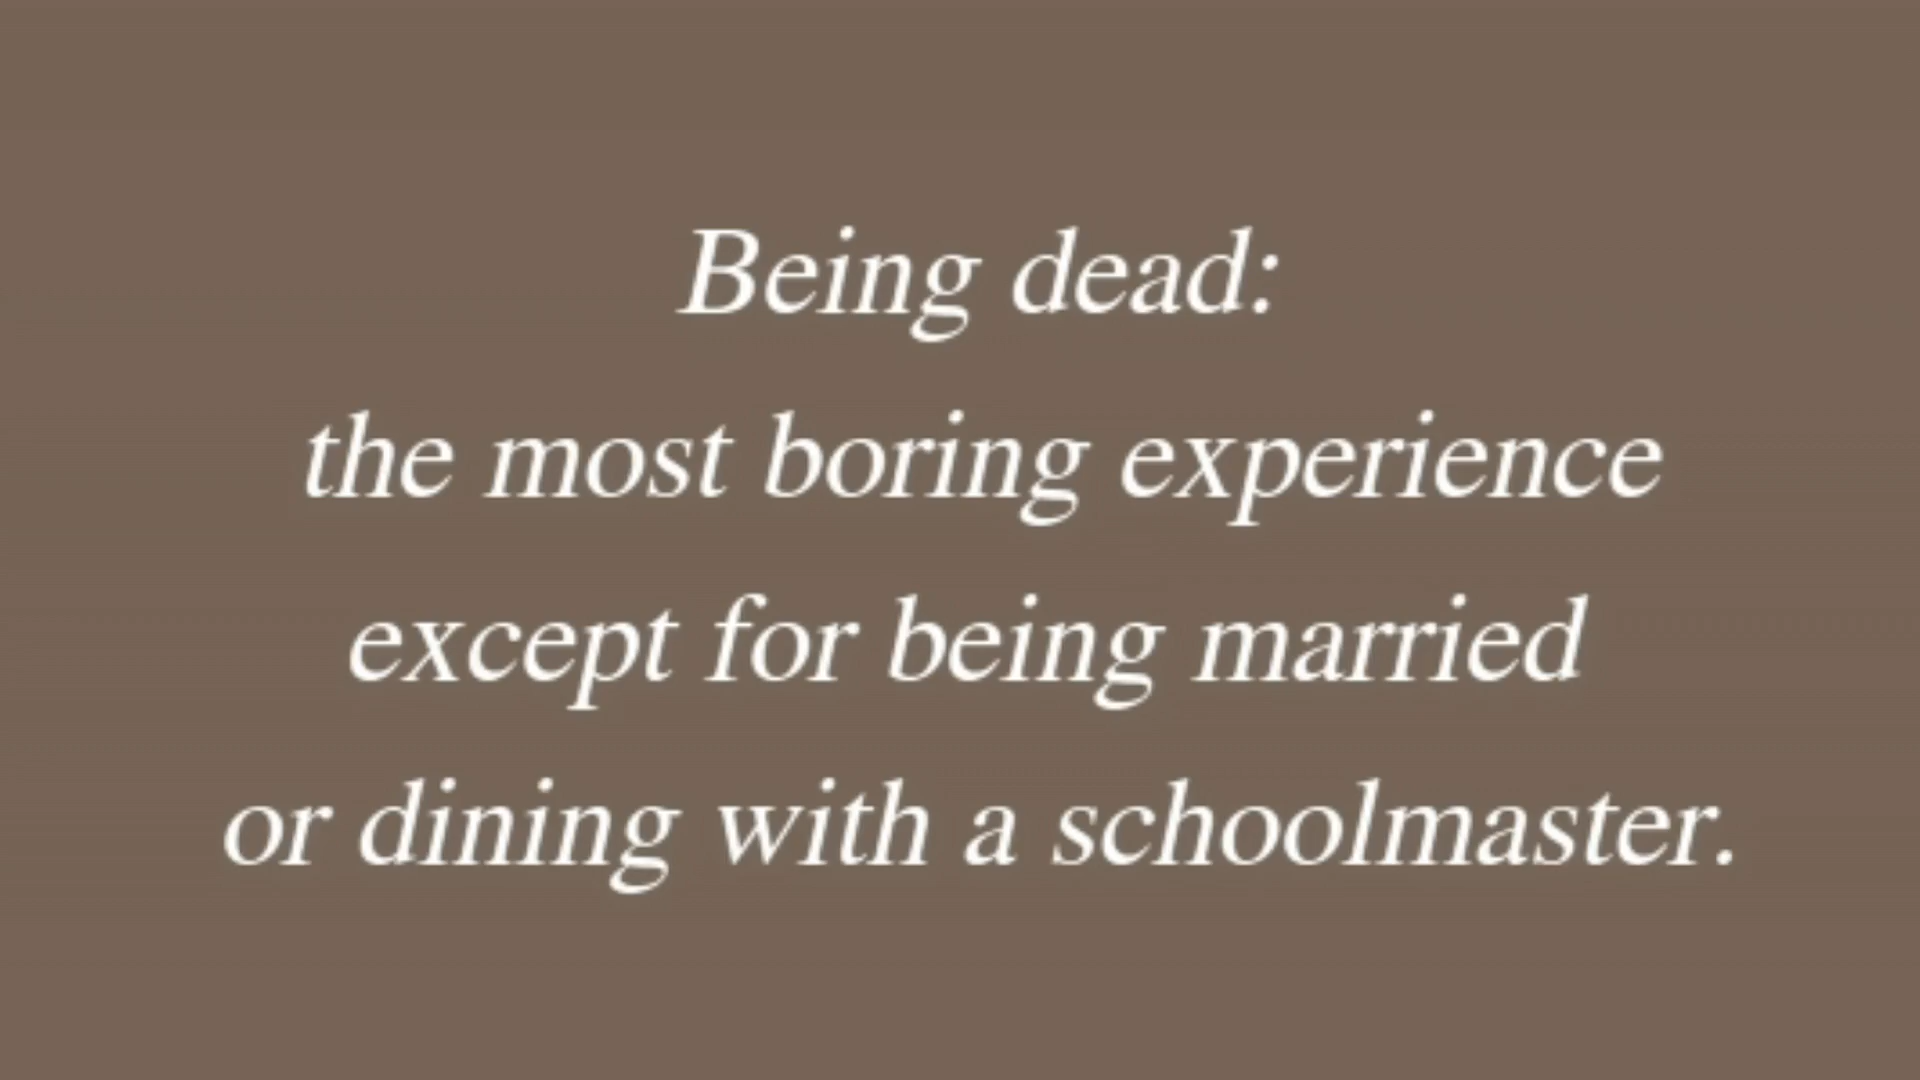 Being dead:
the most boring experience
except for being married
or dining with a schoolmaster.